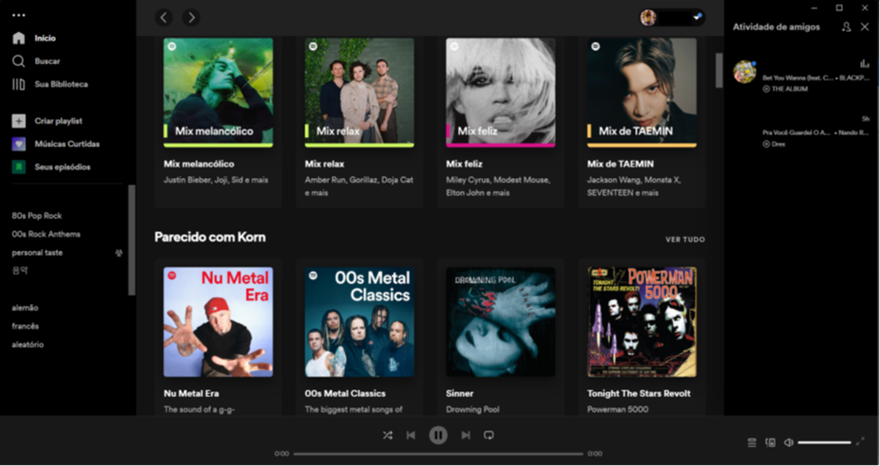 Início
Buscar
Sua Biblioteca
Criar playlist
Músicas Curtidas
Seus episódios
80s Pop Rock
00s Rock Anthems
personal taste
음악
alemão
francês
aleatório
Mix melancólico
Mix melancólico
Justin Bieber, Joji, Sid e mais
Mix relax
Mix relax
Amber Run, Gorillaz, Doja Cat
e mais
Mix feliz
Mix feliz
Miley Cyrus, Modest Mouse,
Elton John e mais
Mix de TAEMIN
Mix de TAEMIN
Jackson Wang, Monsta X,
SEVENTEEN e mais
Parecido com Korn
VER TUDO
Nu Metal
Era
Nu Metal Era
The sound of a g-g-
00s Metal
Classics
00s Metal Classics
The biggest metal songs of
DROWNING POOL
Sinner
Drowning Pool
TONIGHT
THE STARS REVOLT!
POWERMAN
5000
Tonight The Stars Revolt
Powerman 5000
Atividade de amigos
Bet You Wanna (feat. C... • BLACKP...
THE ALBUM
5h
Pra Você Guardei O A... • Nando R...
Dres
0:00
0:00